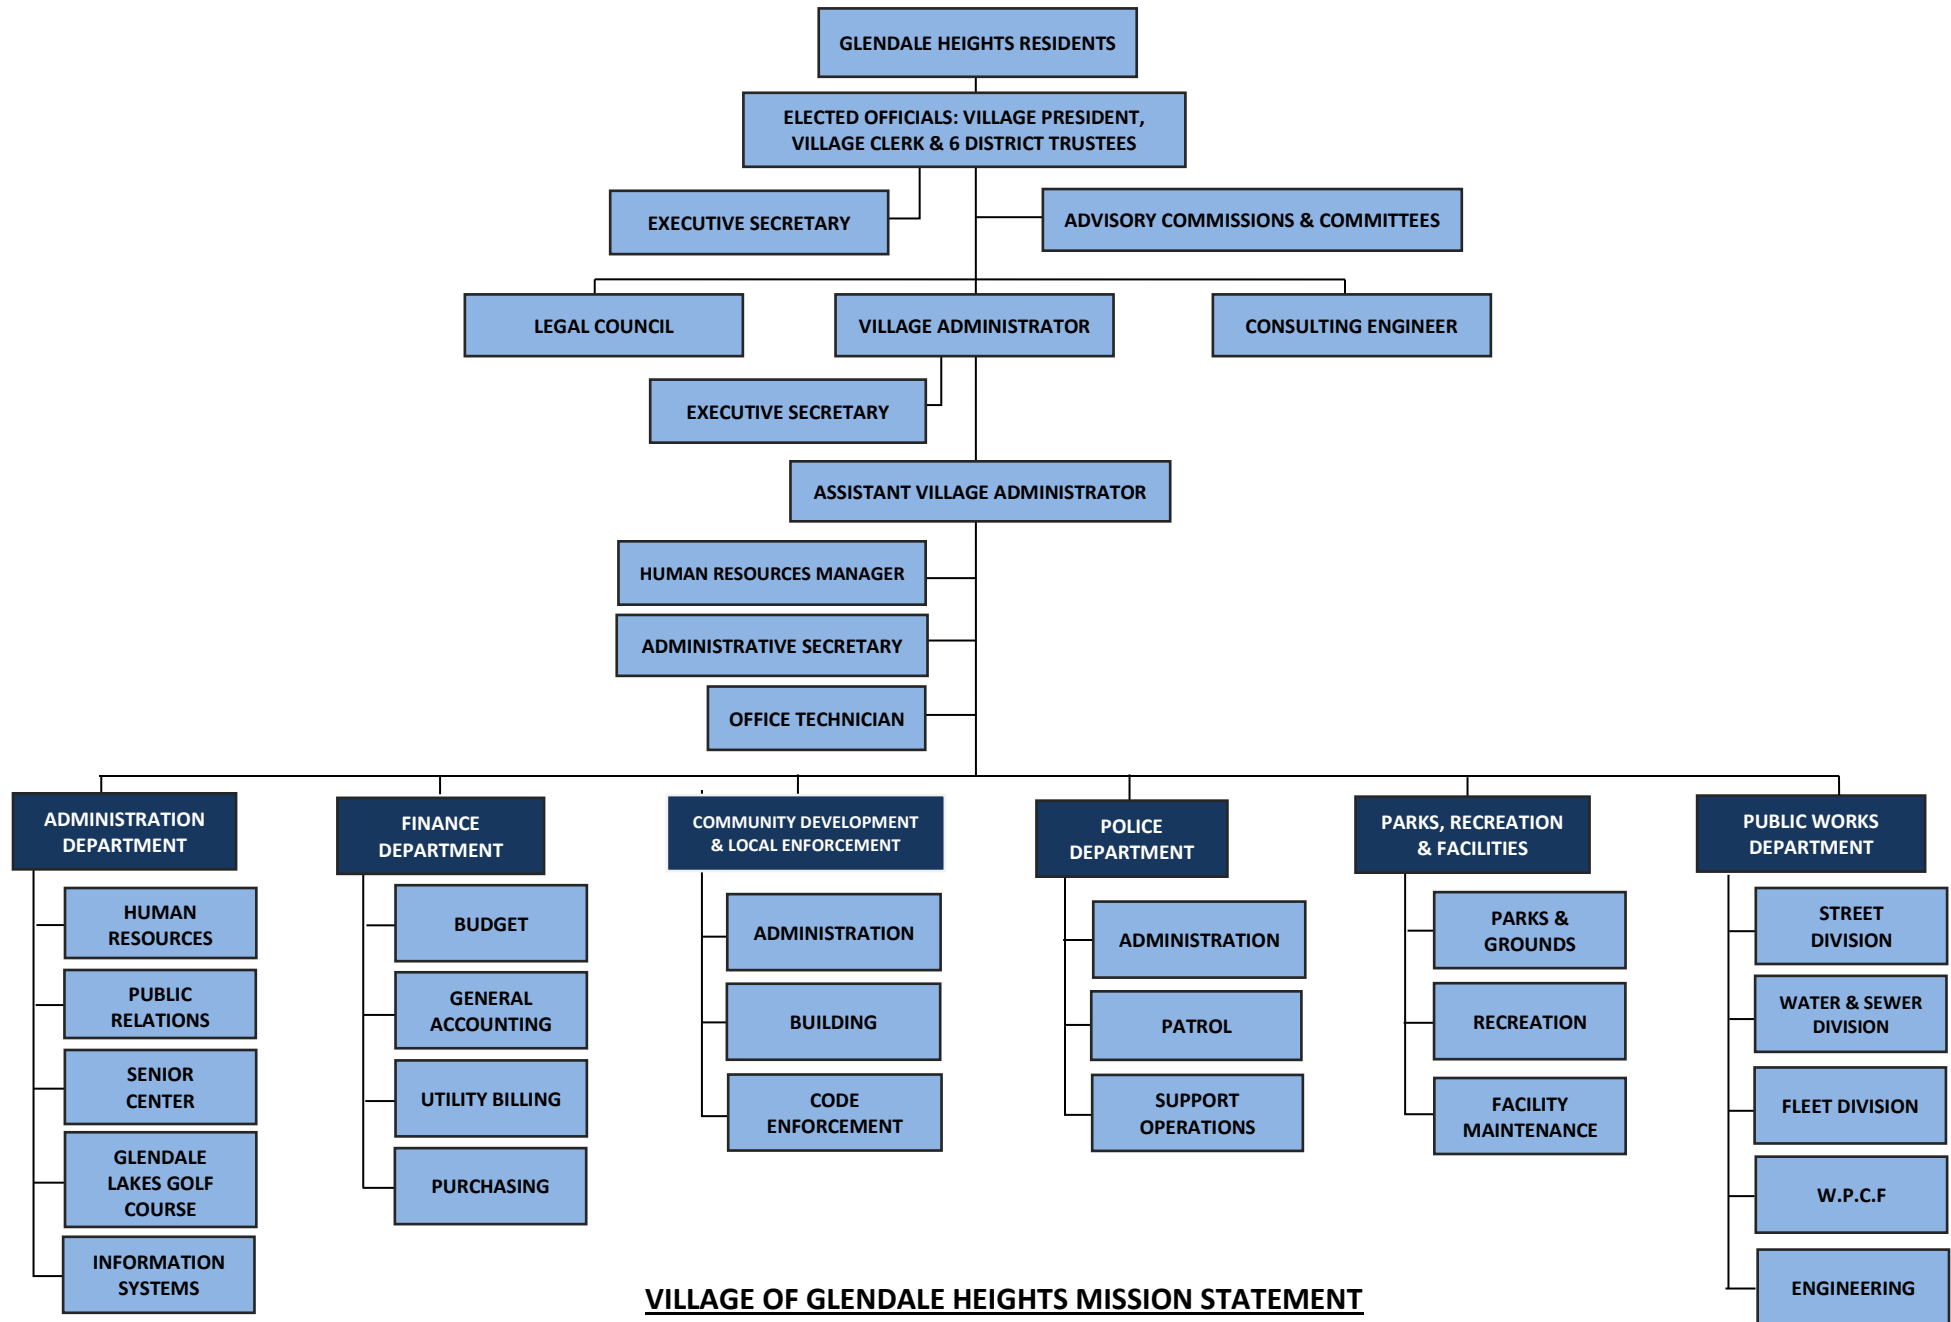 GLENDALE HEIGHTS RESIDENTS
ELECTED OFFICIALS: VILLAGE PRESIDENT,
VILLAGE CLERK & 6 DISTRICT TRUSTEES
EXECUTIVE SECRETARY
ADVISORY COMMISSIONS & COMMITTEES
LEGAL COUNCIL
VILLAGE ADMINISTRATOR
CONSULTING ENGINEER
EXECUTIVE SECRETARY
ASSISTANT VILLAGE ADMINISTRATOR
HUMAN RESOURCES MANAGER
ADMINISTRATIVE SECRETARY
OFFICE TECHNICIAN
ADMINISTRATION
DEPARTMENT
HUMAN
RESOURCES
PUBLIC
RELATIONS
SENIOR
CENTER
GLENDALE
LAKES GOLF
COURSE
INFORMATION
SYSTEMS
FINANCE
DEPARTMENT
BUDGET
GENERAL
ACCOUNTING
UTILITY BILLING
PURCHASING
COMMUNITY DEVELOPMENT
& LOCAL ENFORCEMENT
ADMINISTRATION
BUILDING
CODE
ENFORCEMENT
POLICE
DEPARTMENT
ADMINISTRATION
PATROL
SUPPORT
OPERATIONS
PARKS, RECREATION
& FACILITIES
PARKS &
GROUNDS
RECREATION
FACILITY
MAINTENANCE
PUBLIC WORKS
DEPARTMENT
STREET
DIVISION
WATER & SEWER
DIVISION
FLEET DIVISION
W.P.C.F
ENGINEERING
VILLAGE OF GLENDALE HEIGHTS MISSION STATEMENT